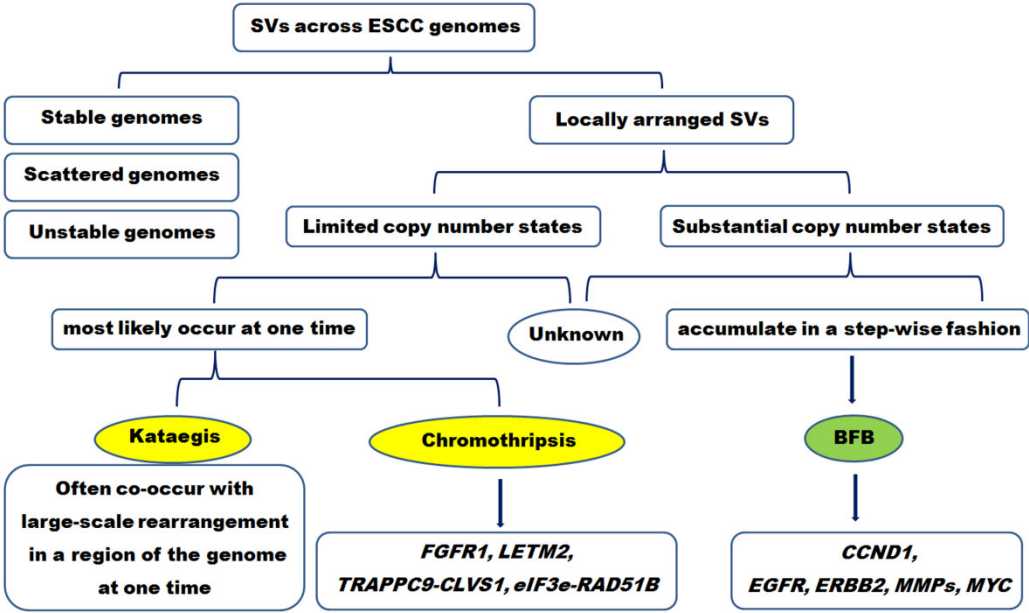 SVs across ESCC genomes
Stable genomes
Locally arranged SVs
Scattered genomes
Unstable genomes
Limited copy number states
Substantial copy number states
most likely occur at one time
Unknown
accumulate in a step-wise fashion
Kataegis
Chromothripsis
BFB
Often co-occur with
large-scale rearrangement
in a region of the genome
at one time
FGFR1, LETM2,
TRAPPC9-CLVS1, eIF3e-RAD51B
CCND1,
EGFR, ERBB2, MMPs, MYC